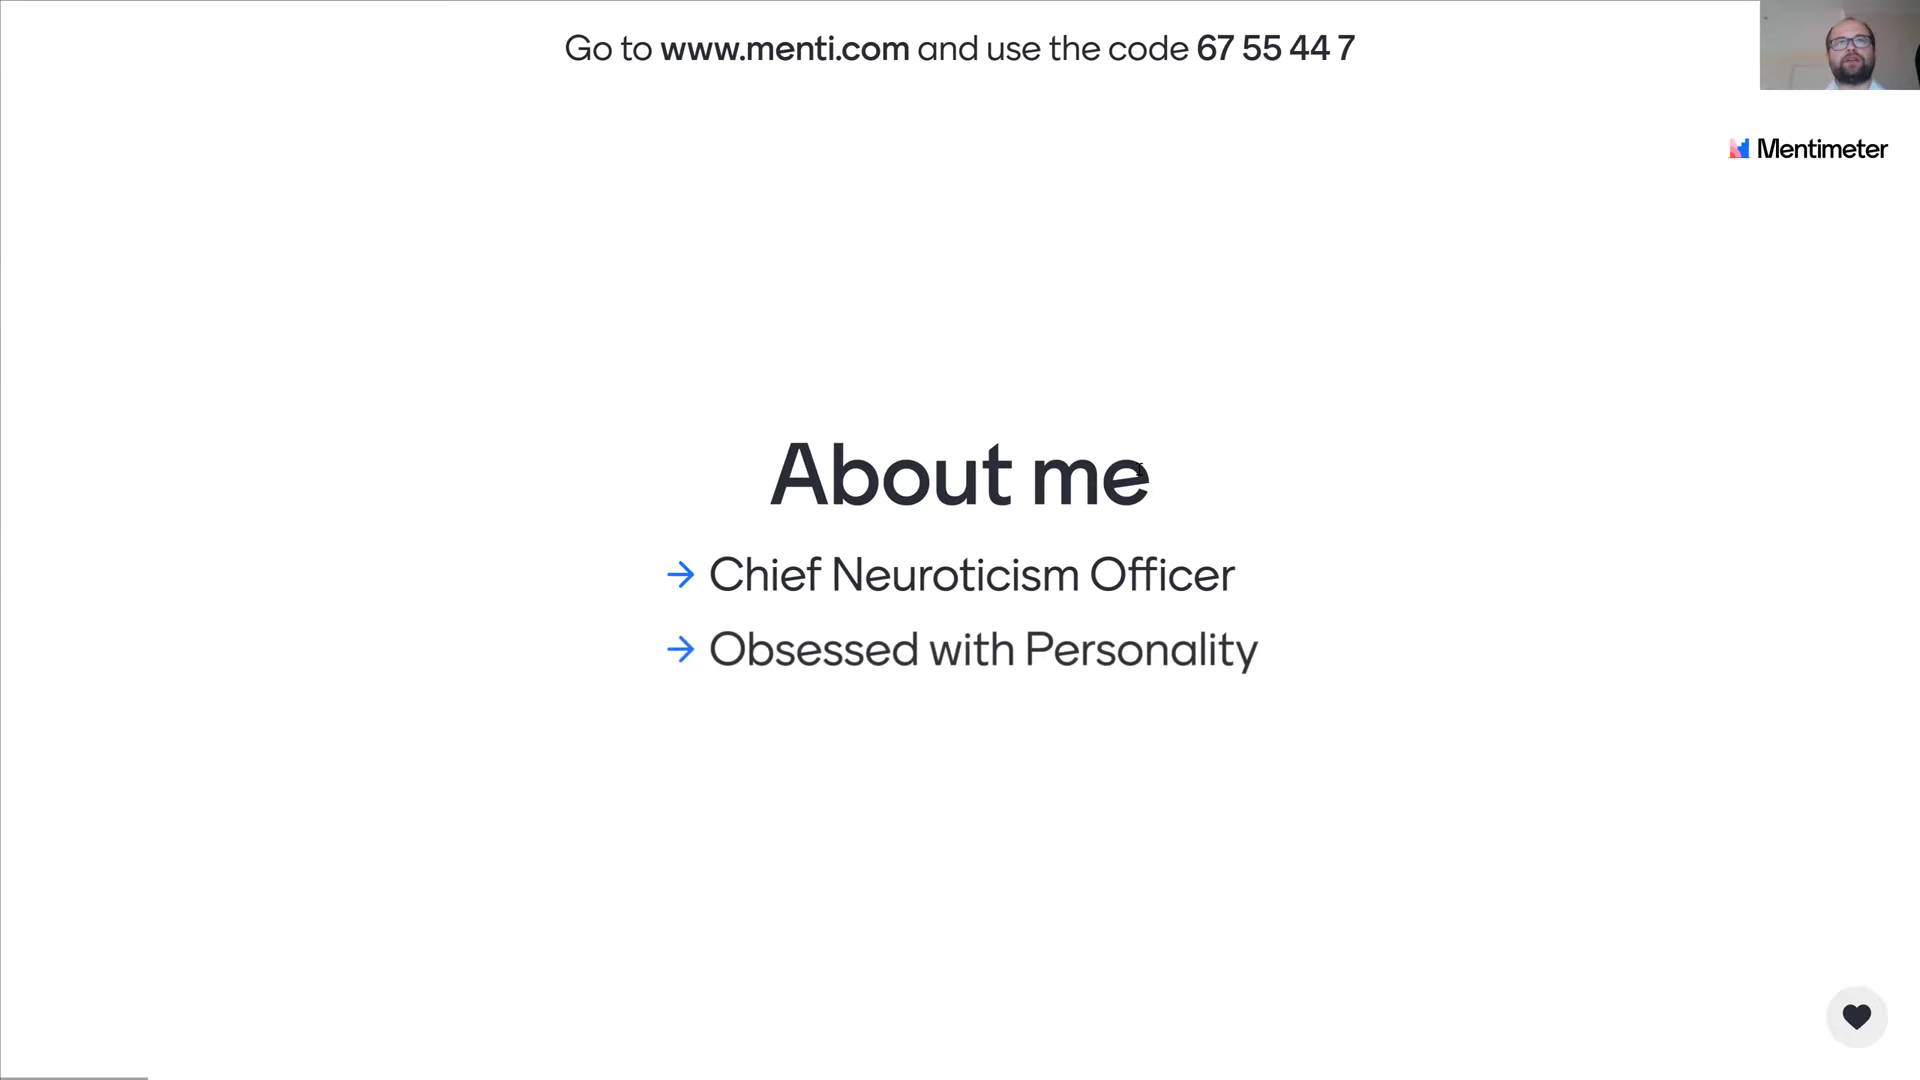 Go to www.menti.com and use the code 67 55 44 7
Mentimeter
About me
→ Chief Neuroticism Officer
→ Obsessed with Personality